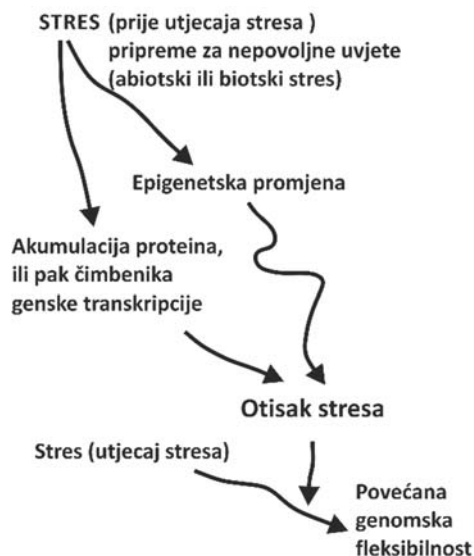 STRES (prije utjecaja stresa )
pripreme za nepovoljne uvjete
(abiotski ili biotski stres)
Epigenetska promjena
Akumulacija proteina,
ili pak čimbenika
genske transkripcije
Otisak stresa
Stres (utjecaj stresa)
Povećana
genomska
fleksibilnost